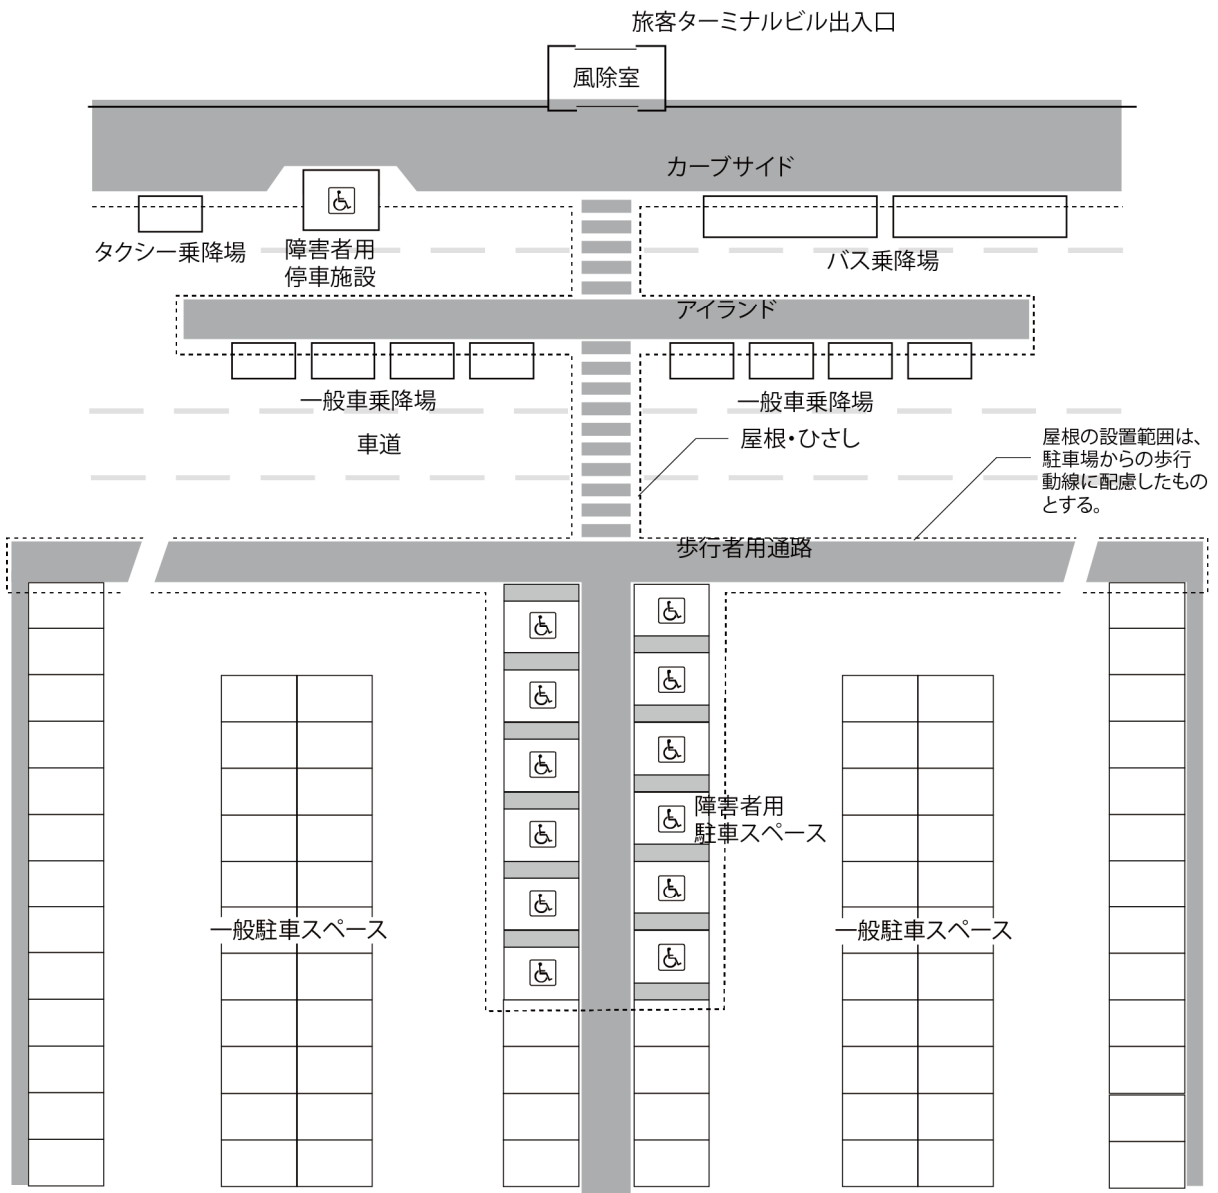 旅客ターミナルビル出入口
風除室
カーブサイド
タクシー乗降場
障害者用
停車施設
バス乗降場
アイランド
一般車乗降場
一般車乗降場
車道
屋根・ひさし
屋根の設置範囲は、
駐車場からの歩行
動線に配慮したもの
とする。
歩行者用通路
障害者用
駐車スペース
一般駐車スペース
一般駐車スペース